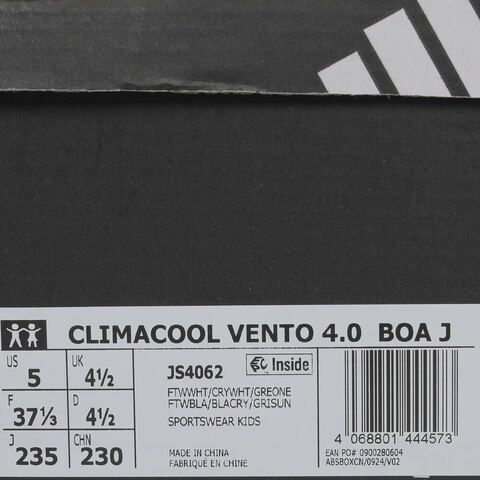 CLIMACOOL VENTO 4.0 BOA J
US 5 UK 4½
F 37⅓ D 4½
J 235 CHN 230
JS4062
Inside
FTWWHT/CRYWHT/GREONE
FTWBLA/BLACRY/GRISUN
SPORTSWEAR KIDS
MADE IN CHINA
FABRIQUÉ EN CHINE
4 068801 444573
EAN PO# 0900280604
ABSBOXCN/0924/V02